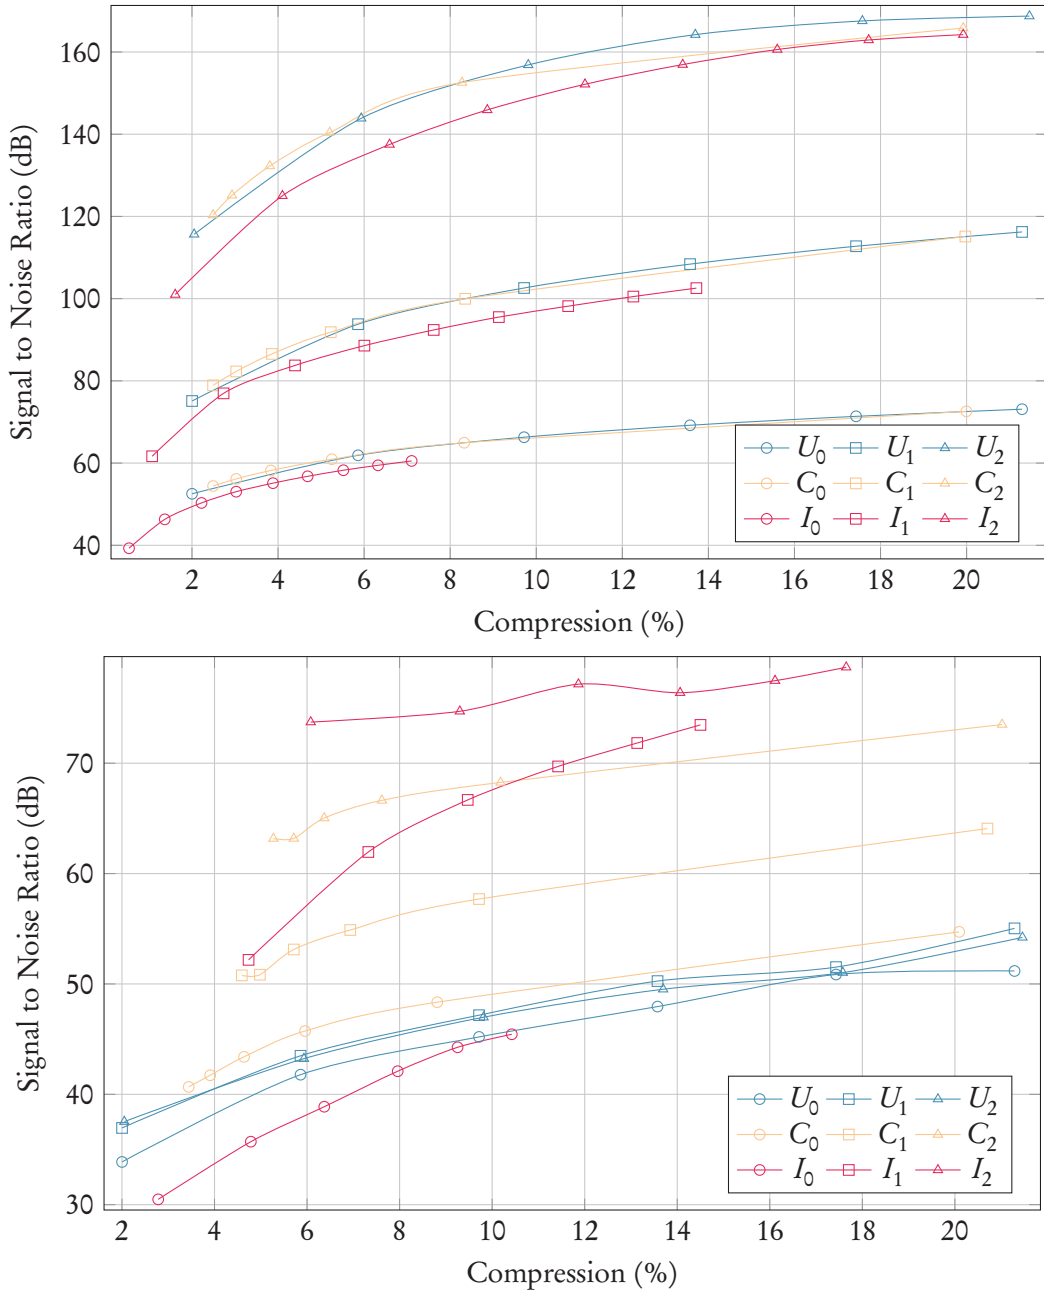 160
140
120
100
80
60
40
Signal to Noise Ratio (dB)
U0 U1 U2
C0 C1 C2
I0 I1 I2
2 4 6 8 10 12 14 16 18 20
Compression (%)
70
60
50
40
30
Signal to Noise Ratio (dB)
U0 U1 U2
C0 C1 C2
I0 I1 I2
2 4 6 8 10 12 14 16 18 20
Compression (%)